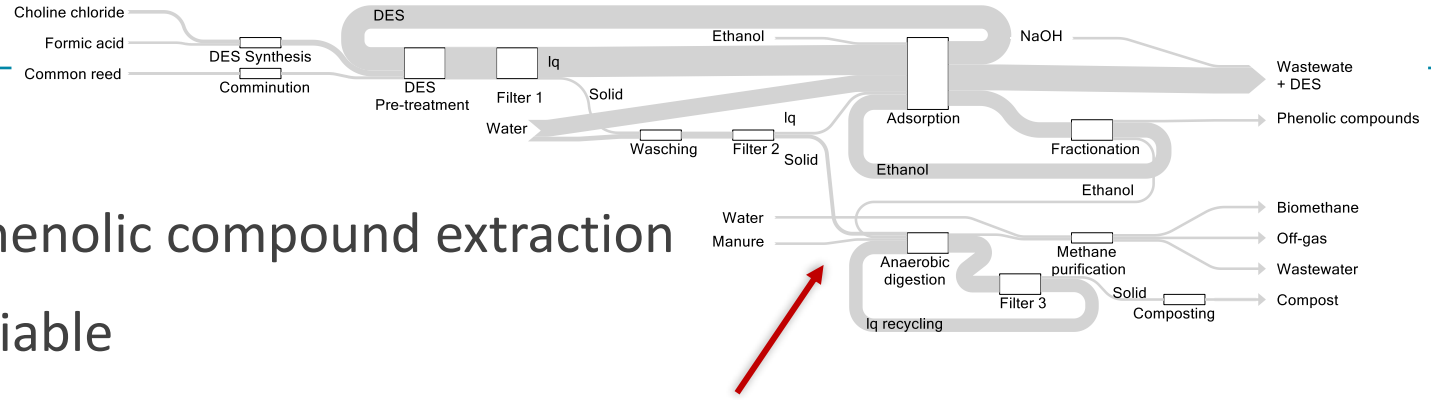 Choline chloride
Formic acid
Common reed
DES Synthesis
Comminution
DES
DES
Pre-treatment
Filter 1
lq
Solid
Water
Wasching
Filter 2
lq
Solid
Ethanol
Adsorption
NaOH
Wastewate
+ DES
Phenolic compounds
Fractionation
Ethanol
Ethanol
Water
Manure
Anaerobic
digestion
Methane
purification
Biomethane
Off-gas
Wastewater
Filter 3
Solid
Composting
Compost
lq recycling
henolic compound extraction
iable